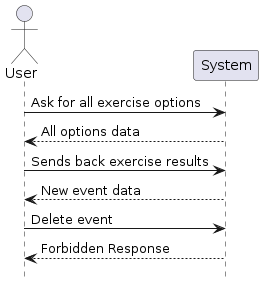 User
System
Ask for all exercise options
All options data
Sends back exercise results
New event data
Delete event
Forbidden Response